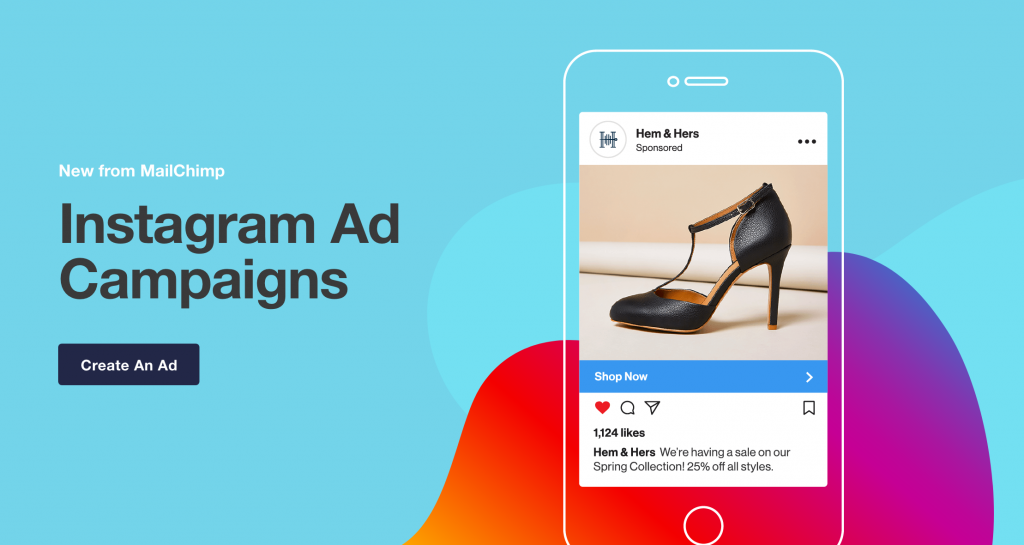 New from MailChimp
Instagram Ad
Campaigns
Create An Ad
Hem & Hers
Sponsored
Shop Now
1,124 likes
Hem & Hers We're having a sale on our
Spring Collection! 25% off all styles.